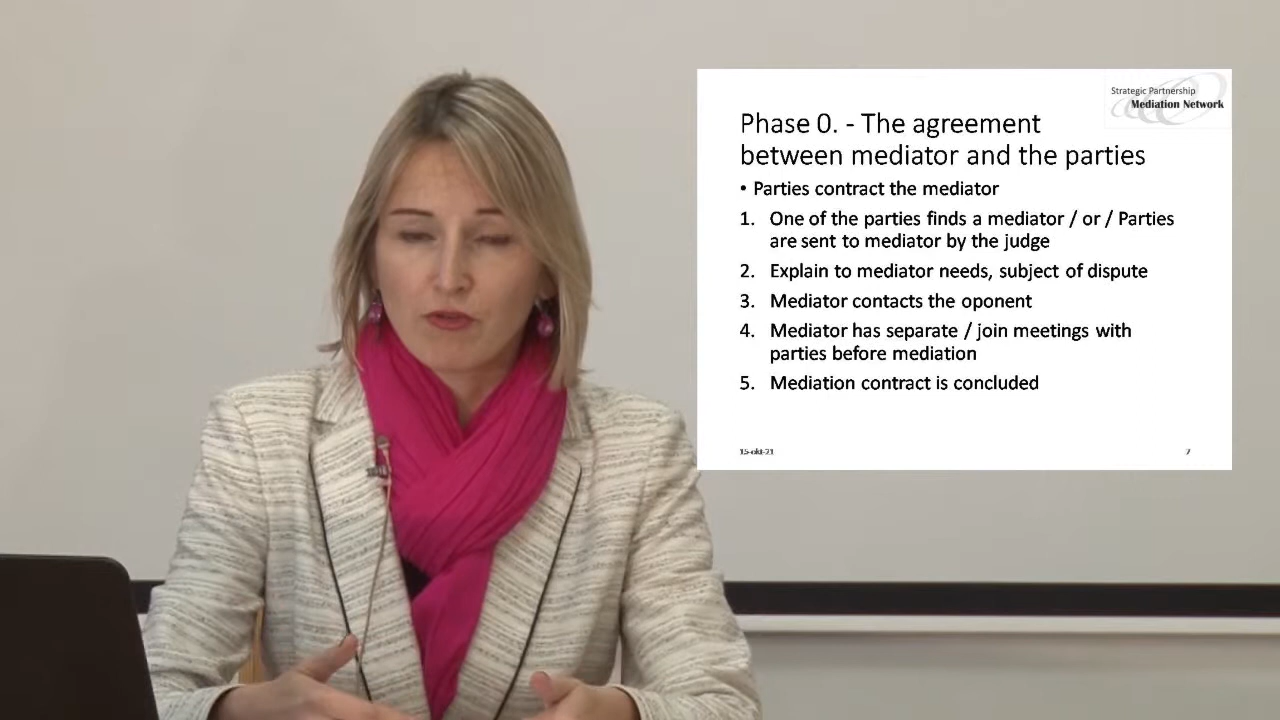 Strategic Partnership
Mediation Network
Phase 0. - The agreement
between mediator and the parties
• Parties contract the mediator
1. One of the parties finds a mediator / or / Parties
are sent to mediator by the judge
2. Explain to mediator needs, subject of dispute
3. Mediator contacts the oponent
4. Mediator has separate / join meetings with
parties before mediation
5. Mediation contract is concluded
15-okt-21
7